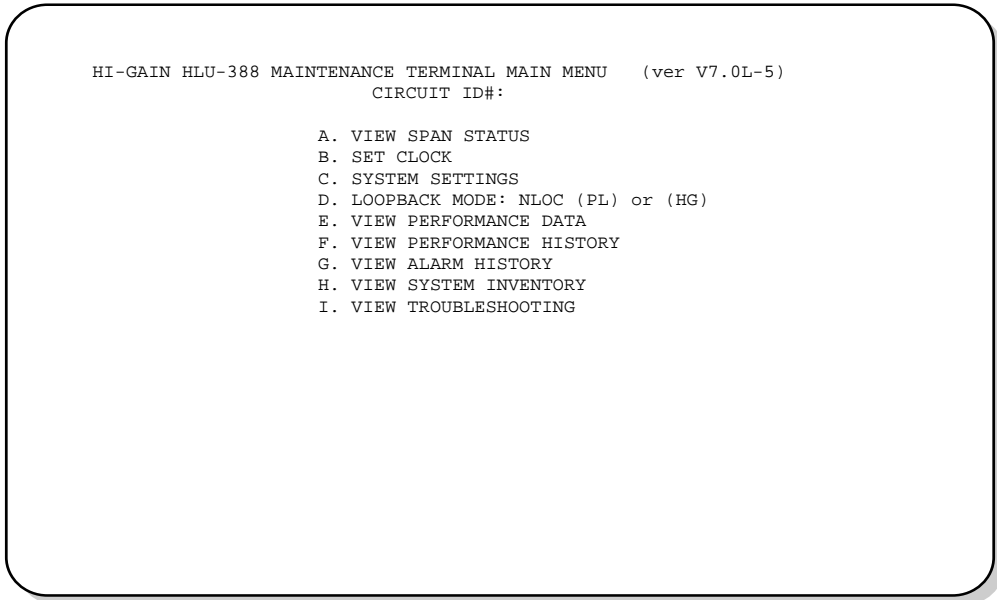 HI-GAIN HLU-388 MAINTENANCE TERMINAL MAIN MENU (ver V7.0L-5)
CIRCUIT ID#:
A. VIEW SPAN STATUS
B. SET CLOCK
C. SYSTEM SETTINGS
D. LOOPBACK MODE: NLOC (PL) or (HG)
E. VIEW PERFORMANCE DATA
F. VIEW PERFORMANCE HISTORY
G. VIEW ALARM HISTORY
H. VIEW SYSTEM INVENTORY
I. VIEW TROUBLESHOOTING